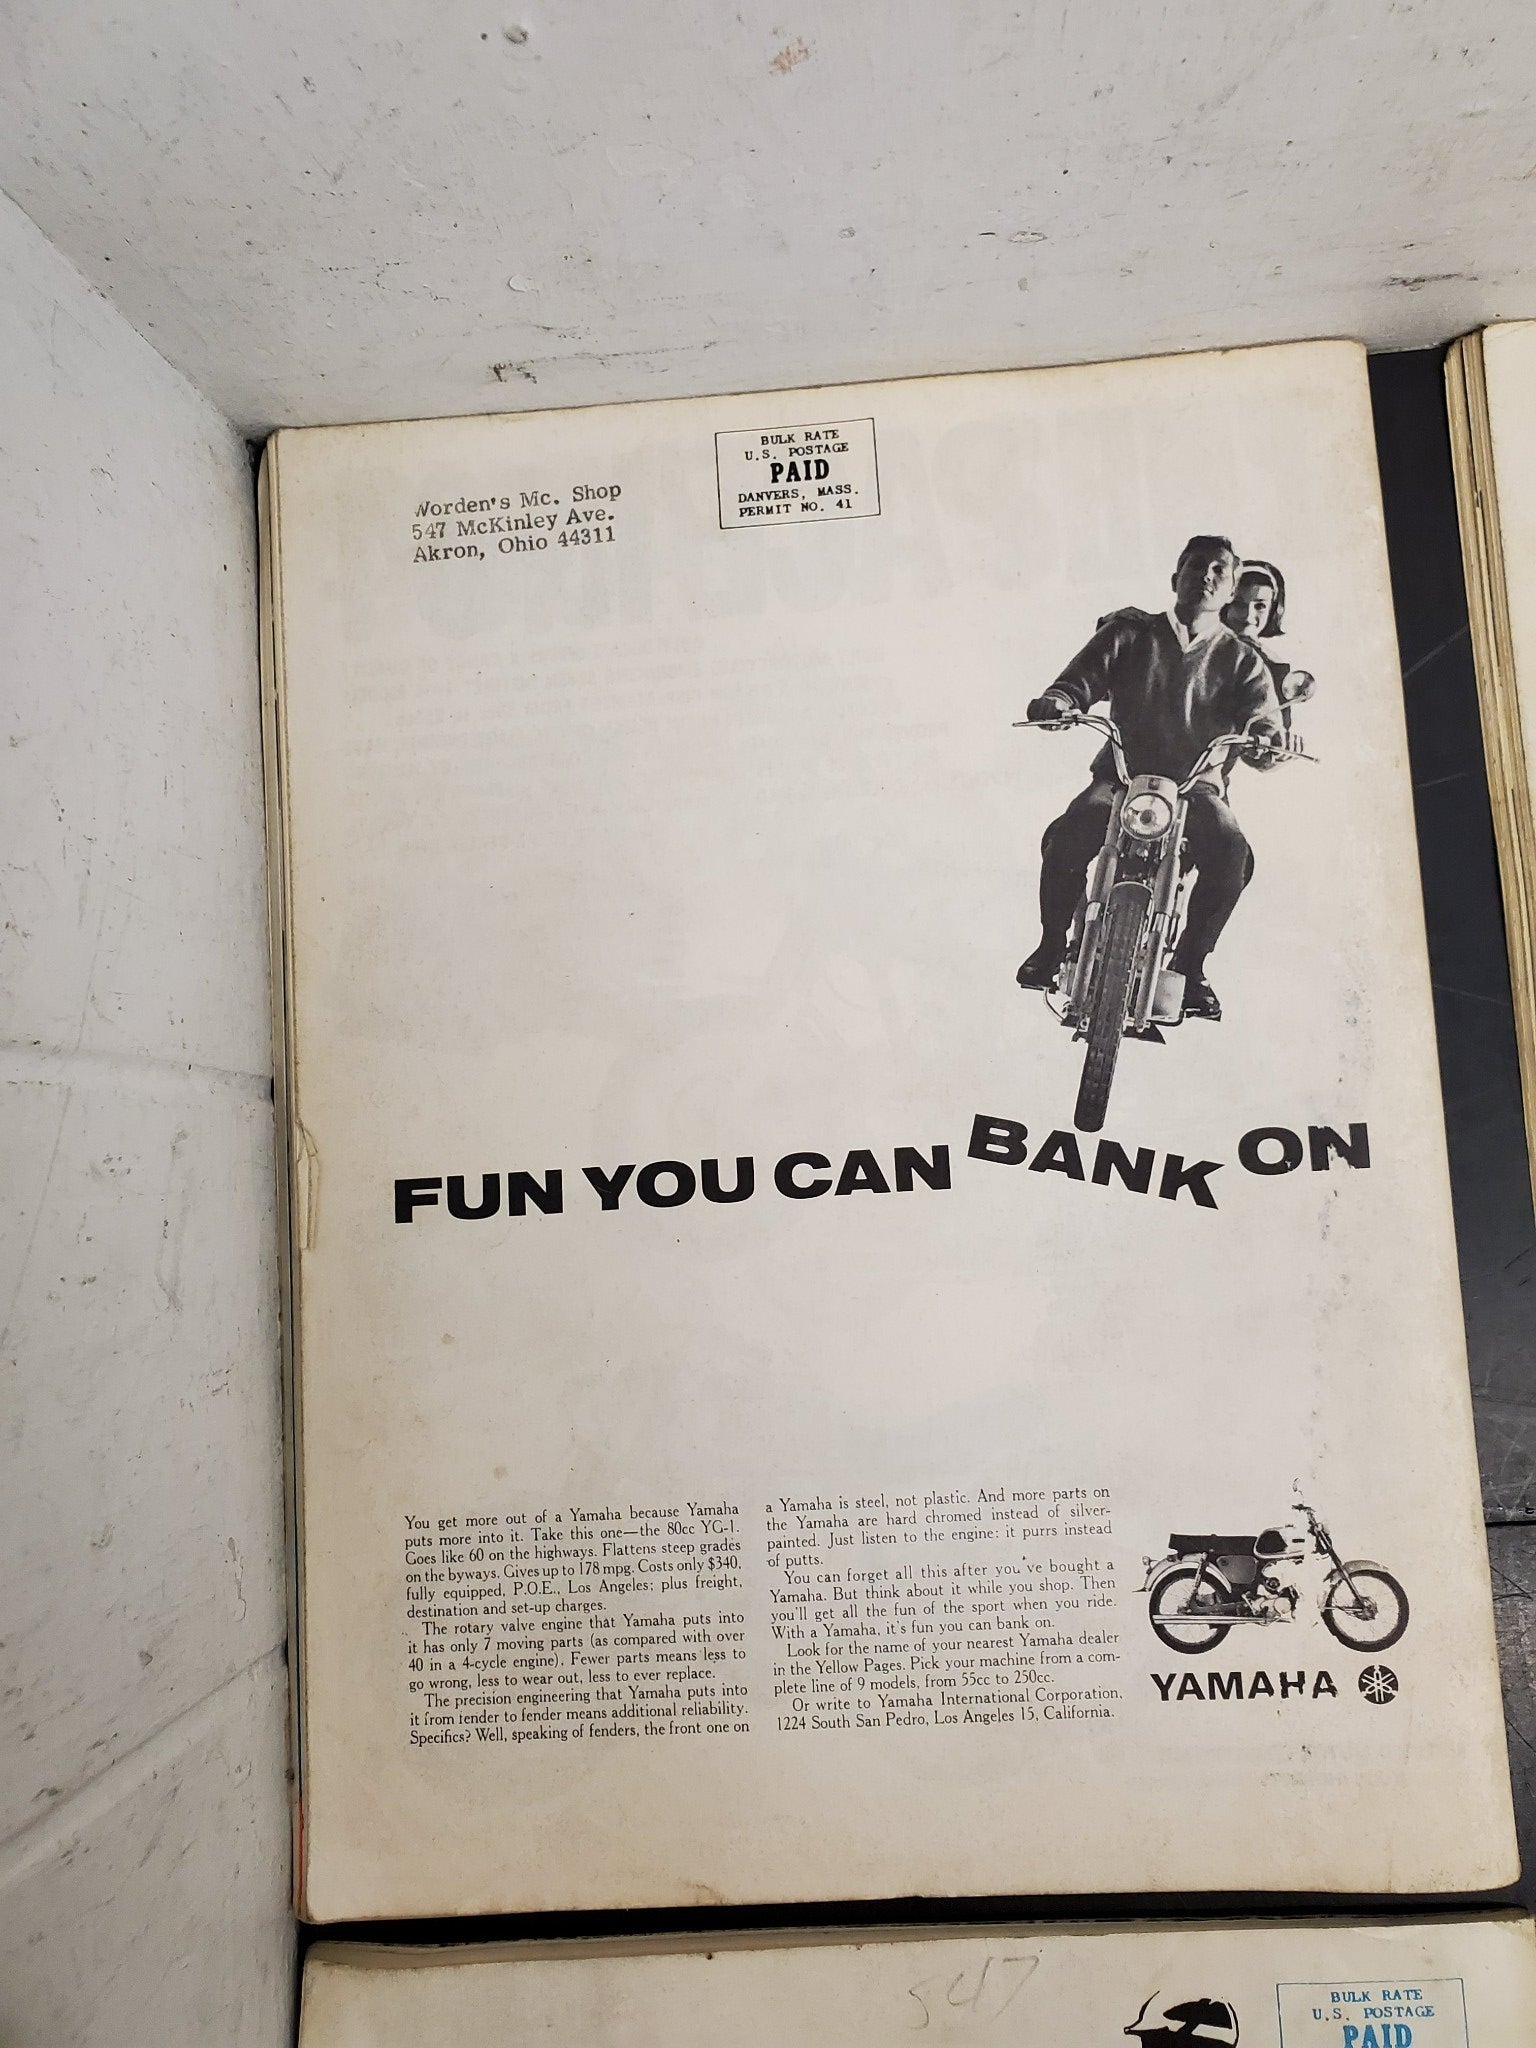 BULK RATE
U.S. POSTAGE
PAID
DANVERS, MASS.
PERMIT NO. 41
Worden's Mc. Shop
547 McKinley Ave.
Akron, Ohio 44311
FUN YOU CAN BANK ON
You get more out of a Yamaha because Yamaha
puts more into it. Take this one—the 80cc YG-1.
Goes like 60 on the highways. Flattens steep grades
on the byways. Gives up to 178 mpg. Costs only $340,
fully equipped, P.O.E., Los Angeles; plus freight,
destination and set-up charges.
The rotary valve engine that Yamaha puts into
it has only 7 moving parts (as compared with over
40 in a 4-cycle engine). Fewer parts means less to
go wrong, less to wear out, less to ever replace.
The precision engineering that Yamaha puts into
it from fender to fender means additional reliability.
Specifics? Well, speaking of fenders, the front one on
a Yamaha is steel, not plastic. And more parts on
the Yamaha are hard chromed instead of silver-
painted. Just listen to the engine: it purrs instead
of putts.
You can forget all this after you've bought a
Yamaha. But think about it while you shop. Then
you'll get all the fun of the sport when you ride.
With a Yamaha, it's fun you can bank on.
Look for the name of your nearest Yamaha dealer
in the Yellow Pages. Pick your machine from a com-
plete line of 9 models, from 55cc to 250cc.
Or write to Yamaha International Corporation,
1224 South San Pedro, Los Angeles 15, California.
YAMAHA
547
BULK RATE
U.S. POSTAGE
PAID